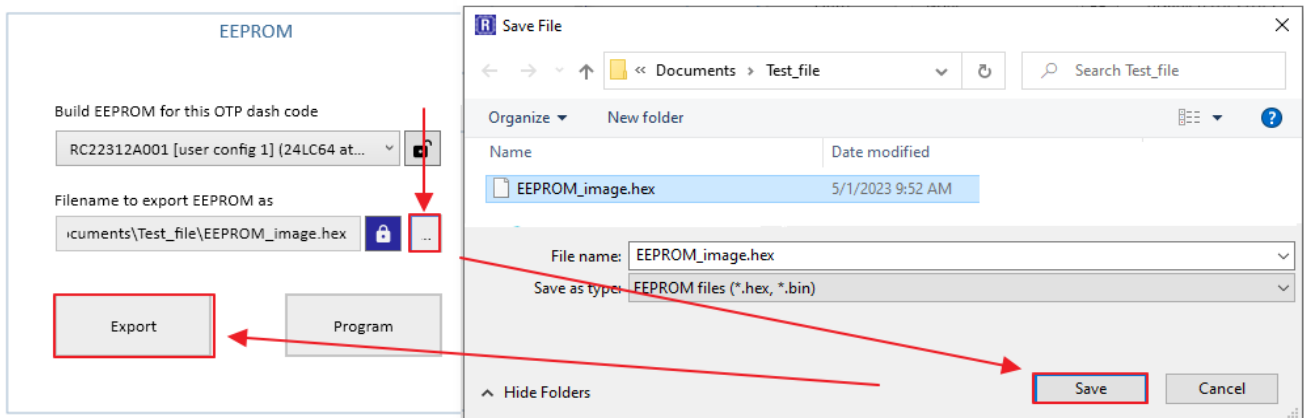 EEPROM
Build EEPROM for this OTP dash code
RC22312A001 [user config 1] (24LC64 at...
Filename to export EEPROM as
ocuments\Test_file\EEPROM_image.hex
..
Export
Program
R Save File
« Documents > Test_file
Search Test_file
Organize
New folder
?
Name
Date modified
EEPROM_image.hex
5/1/2023 9:52 AM
File name: EEPROM_image.hex
Save as type: EEPROM files (*.hex, *.bin)
Hide Folders
Save
Cancel